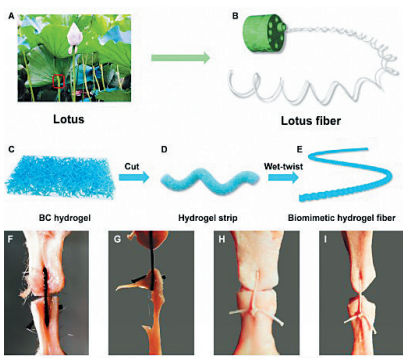 A
B
Lotus
Lotus fiber
C
D
E
Cut
Wet-twist
BC hydrogel
Hydrogel strip
Biomimetic hydrogel fiber
F
G
H
I